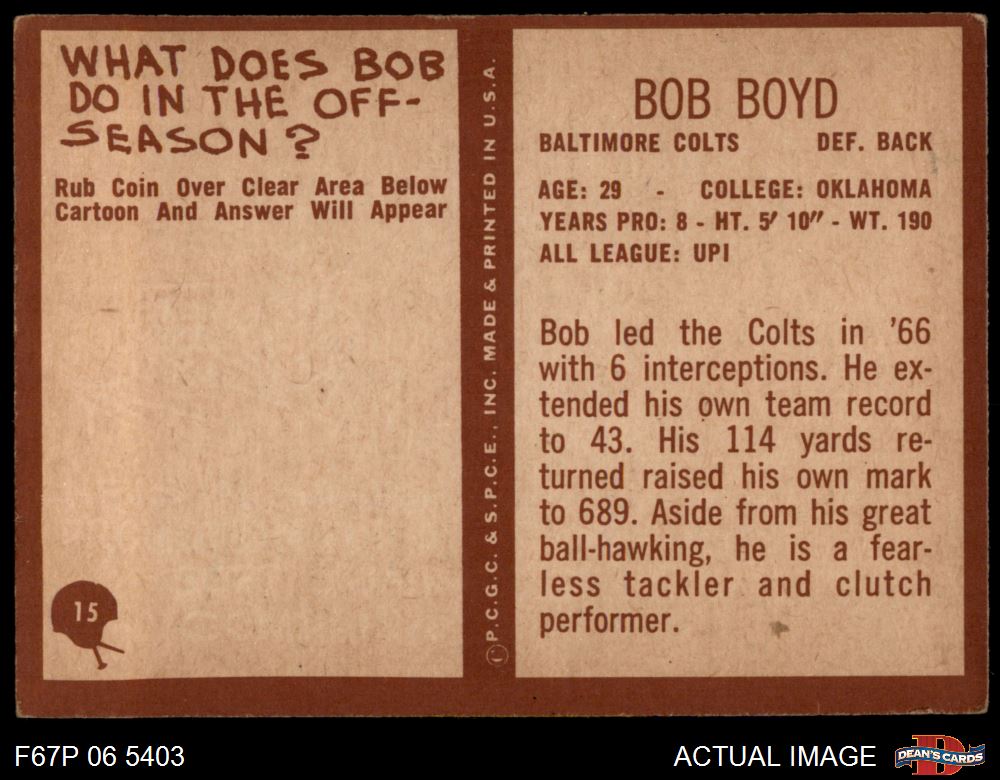 WHAT DOES BOB
DO IN THE OFF-
SEASON?
Rub Coin Over Clear Area Below
Cartoon And Answer Will Appear
15
© P.C.G.C. & S.P.C.E., INC. MADE & PRINTED IN U.S.A.
BOB BOYD
BALTIMORE COLTS DEF. BACK
AGE: 29 - COLLEGE: OKLAHOMA
YEARS PRO: 8 - HT. 5' 10" - WT. 190
ALL LEAGUE: UPI
Bob led the Colts in '66
with 6 interceptions. He ex-
tended his own team record
to 43. His 114 yards re-
turned raised his own mark
to 689. Aside from his great
ball-hawking, he is a fear-
less tackler and clutch
performer.
F67P 06 5403
ACTUAL IMAGE
D
DEAN'S CARDS